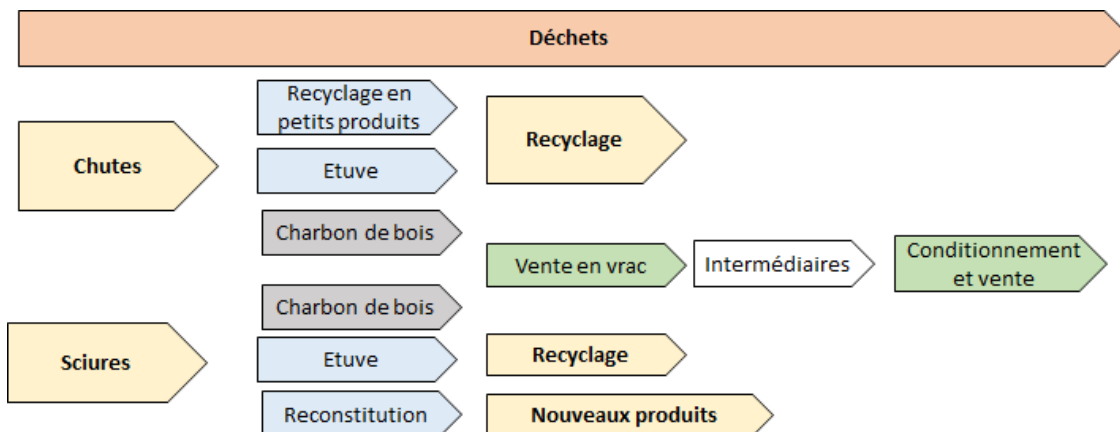 Déchets
Recyclage en
petits produits
Recyclage
Chutes
Etuve
Charbon de bois
Vente en vrac
Intermédiaires
Conditionnement
et vente
Charbon de bois
Sciures
Etuve
Recyclage
Reconstitution
Nouveaux produits